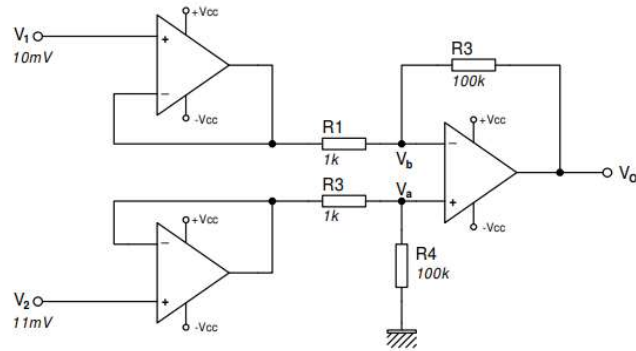 +Vcc
V1
10mV
+
−
-Vcc
R3
100k
+Vcc
R1
1k
Vb
−
VO
R3
1k
Va
+
-Vcc
+Vcc
−
R4
100k
V2
11mV
+
-Vcc